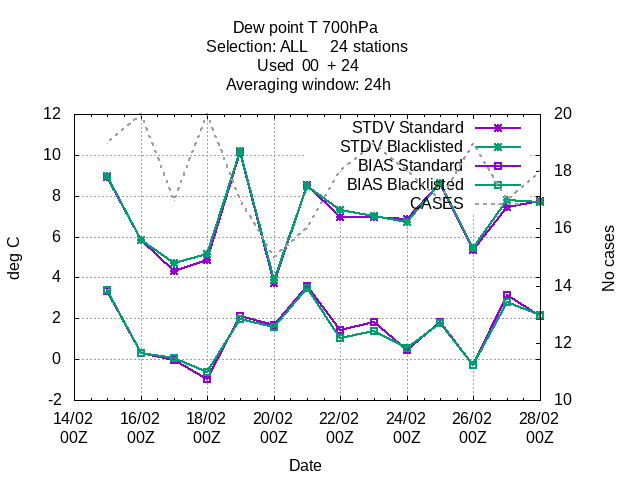 Dew point T 700hPa
Selection: ALL 24 stations
Used 00 + 24
Averaging window: 24h
12
10
8
6
4
2
0
-2
deg C
20
18
16
14
12
10
No cases
STDV Standard
STDV Blacklisted
BIAS Standard
BIAS Blacklisted
CASES
14/02 16/02 18/02 20/02 22/02 24/02 26/02 28/02
00Z 00Z 00Z 00Z 00Z 00Z 00Z 00Z
Date